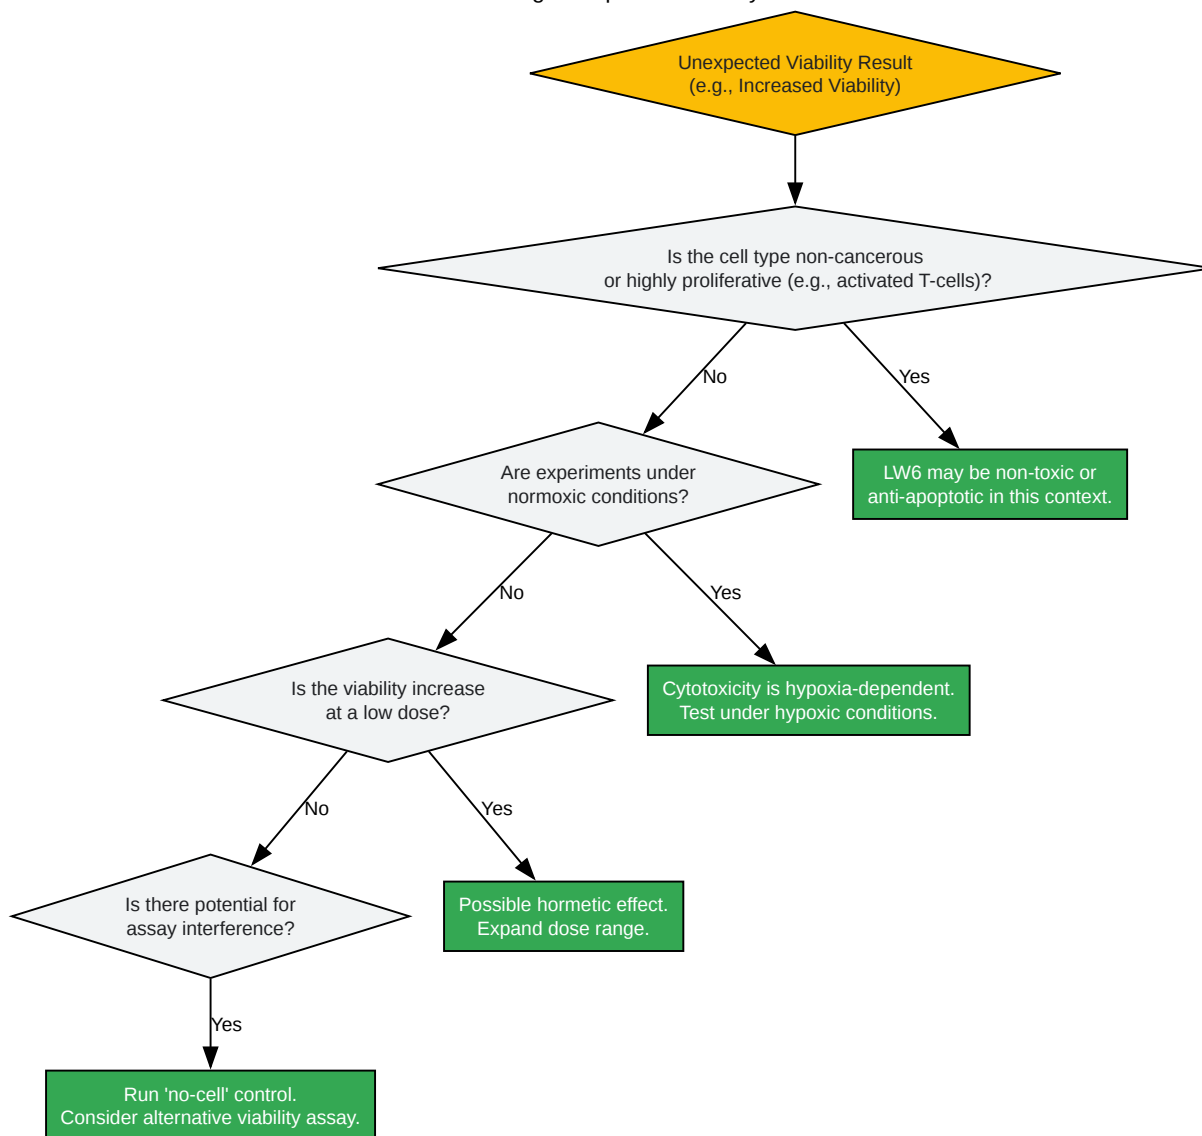 Unexpected Viability Result
(e.g., Increased Viability)
Is the cell type non-cancerous
or highly proliferative (e.g., activated T-cells)?
No
Yes
Are experiments under
normoxic conditions?
LW6 may be non-toxic or
anti-apoptotic in this context.
No
Yes
Is the viability increase
at a low dose?
Cytotoxicity is hypoxia-dependent.
Test under hypoxic conditions.
No
Yes
Is there potential for
assay interference?
Possible hormetic effect.
Expand dose range.
Yes
Run 'no-cell' control.
Consider alternative viability assay.